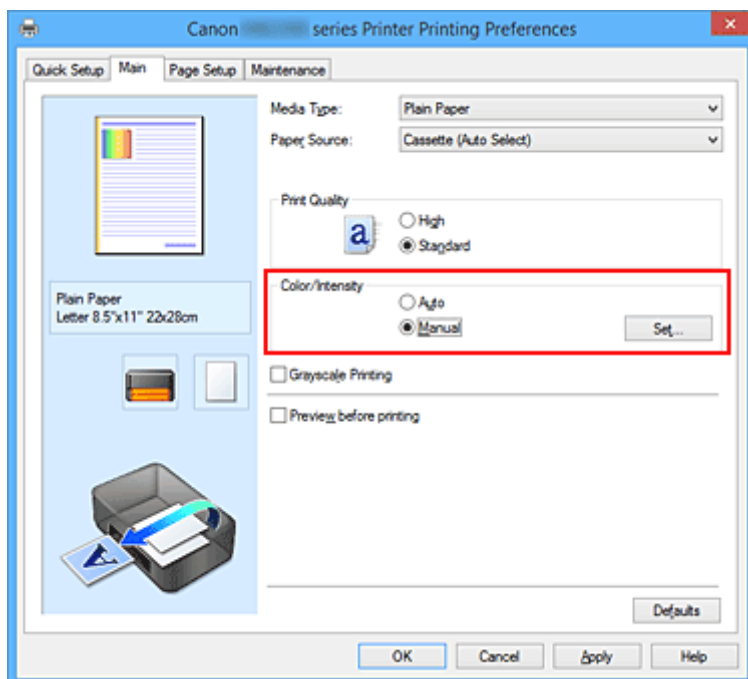 Canon series Printer Printing Preferences
Quick Setup Main Page Setup Maintenance
Media Type: Plain Paper
Paper Source: Cassette (Auto Select)
Print Quality
a
High
Standard
Color/Intensity
Auto
Manual
Set...
Plain Paper
Letter 8.5"x11" 22x28cm
Grayscale Printing
Preview before printing
A
Defaults
OK Cancel Apply Help